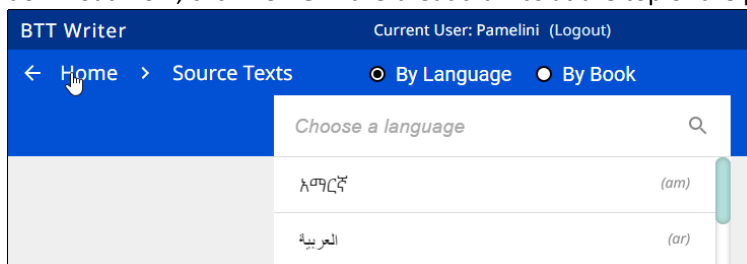 BTT Writer Current User: Pamelini (Logout)
← Home > Source Texts By Language By Book
Choose a language
አማርኛ (am)
العربية (ar)